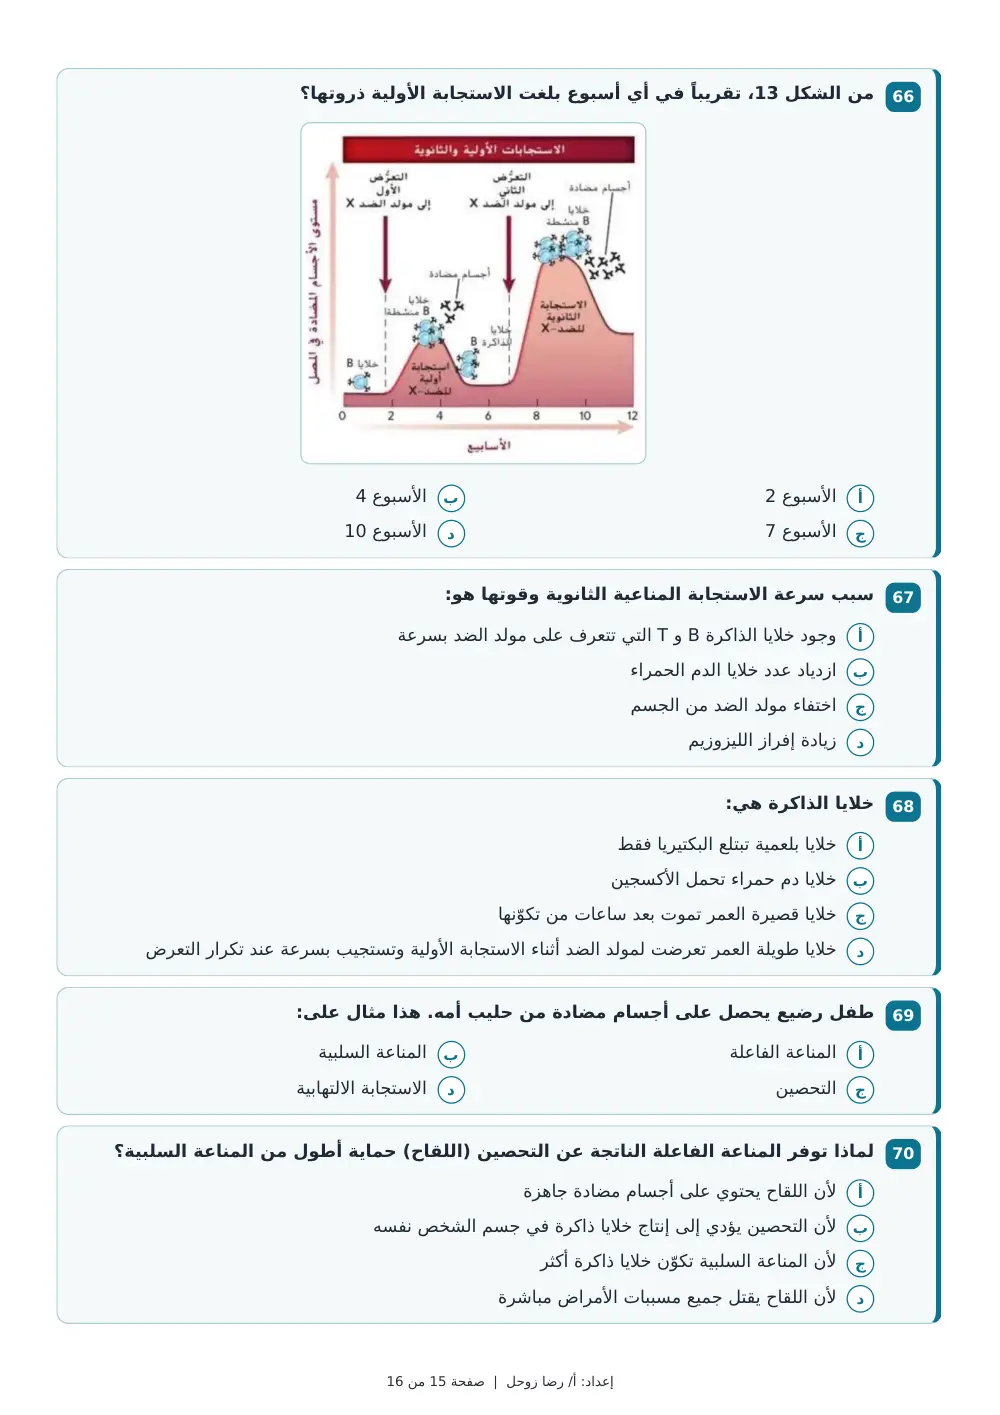 66 من الشكل 13، تقريباً في أي أسبوع بلغت الاستجابة الأولية ذروتها؟
الاستجابات الأولية والثانوية
التعرُّض
الأول
إلى مولد الضد X
التعرُّض
الثاني
إلى مولد الضد X
أجسام مضادة
خلايا
B منشطة
مستوى الأجسام المضادة في المصل
أجسام مضادة
خلايا
B منشطة
الاستجابة
الثانوية
للضد-X
خلايا
الذاكرة B
خلايا B
استجابة
أولية
للضد-X
0 2 4 6 8 10 12
الأسابيع
أ الأسبوع 2
ب الأسبوع 4
ج الأسبوع 7
د الأسبوع 10
67 سبب سرعة الاستجابة المناعية الثانوية وقوتها هو:
أ وجود خلايا الذاكرة B و T التي تتعرف على مولد الضد بسرعة
ب ازدياد عدد خلايا الدم الحمراء
ج اختفاء مولد الضد من الجسم
د زيادة إفراز الليزوزيم
68 خلايا الذاكرة هي:
أ خلايا بلعمية تبتلع البكتيريا فقط
ب خلايا دم حمراء تحمل الأكسجين
ج خلايا قصيرة العمر تموت بعد ساعات من تكوّنها
د خلايا طويلة العمر تعرضت لمولد الضد أثناء الاستجابة الأولية وتستجيب بسرعة عند تكرار التعرض
69 طفل رضيع يحصل على أجسام مضادة من حليب أمه. هذا مثال على:
أ المناعة الفاعلة
ب المناعة السلبية
ج التحصين
د الاستجابة الالتهابية
70 لماذا توفر المناعة الفاعلة الناتجة عن التحصين (اللقاح) حماية أطول من المناعة السلبية؟
أ لأن اللقاح يحتوي على أجسام مضادة جاهزة
ب لأن التحصين يؤدي إلى إنتاج خلايا ذاكرة في جسم الشخص نفسه
ج لأن المناعة السلبية تكوّن خلايا ذاكرة أكثر
د لأن اللقاح يقتل جميع مسببات الأمراض مباشرة
إعداد: أ/ رضا زوحل | صفحة 15 من 16